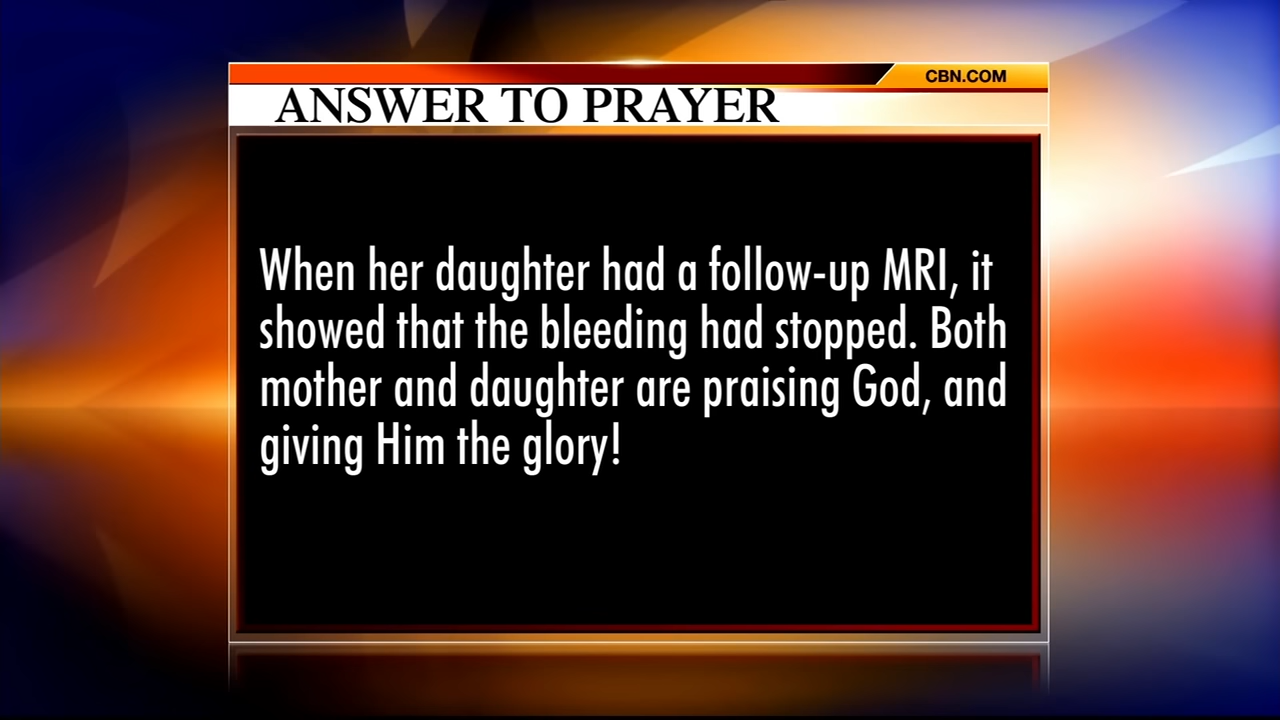 CBN.COM
ANSWER TO PRAYER
When her daughter had a follow-up MRI, it
showed that the bleeding had stopped. Both
mother and daughter are praising God, and
giving Him the glory!